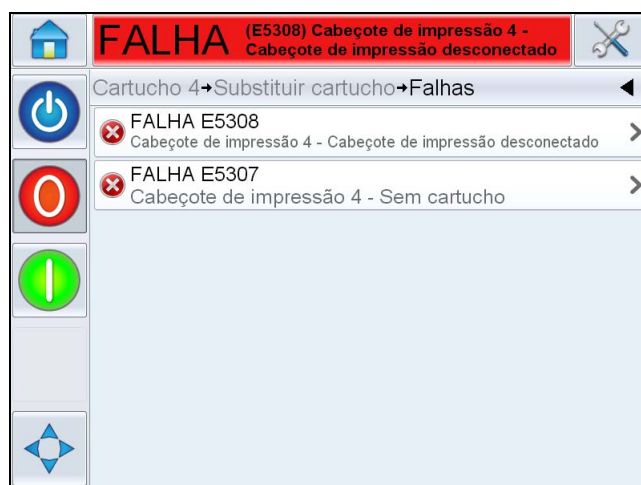 FALHA
(E5308) Cabeçote de impressão 4 -
Cabeçote de impressão desconectado
Cartucho 4→Substituir cartucho→Falhas
FALHA E5308
Cabeçote de impressão 4 - Cabeçote de impressão desconectado
FALHA E5307
Cabeçote de impressão 4 - Sem cartucho